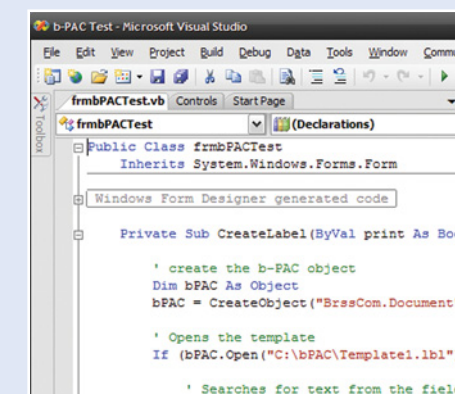 b-PAC Test - Microsoft Visual Studio
File Edit View Project Build Debug Data Tools Window
frmbPACTest.vb Controls Start Page
Toolbox
frmbPACTest (Declarations)
Public Class frmbPACTest
Inherits System.Windows.Forms.Form
Windows Form Designer generated code
Private Sub CreateLabel(ByVal print As
' create the b-PAC object
Dim bPAC As Object
bPAC = CreateObject("BrssCom.Document
' Opens the template
If (bPAC.Open("C:\bPAC\Template1.lbl"
' Searches for text from the